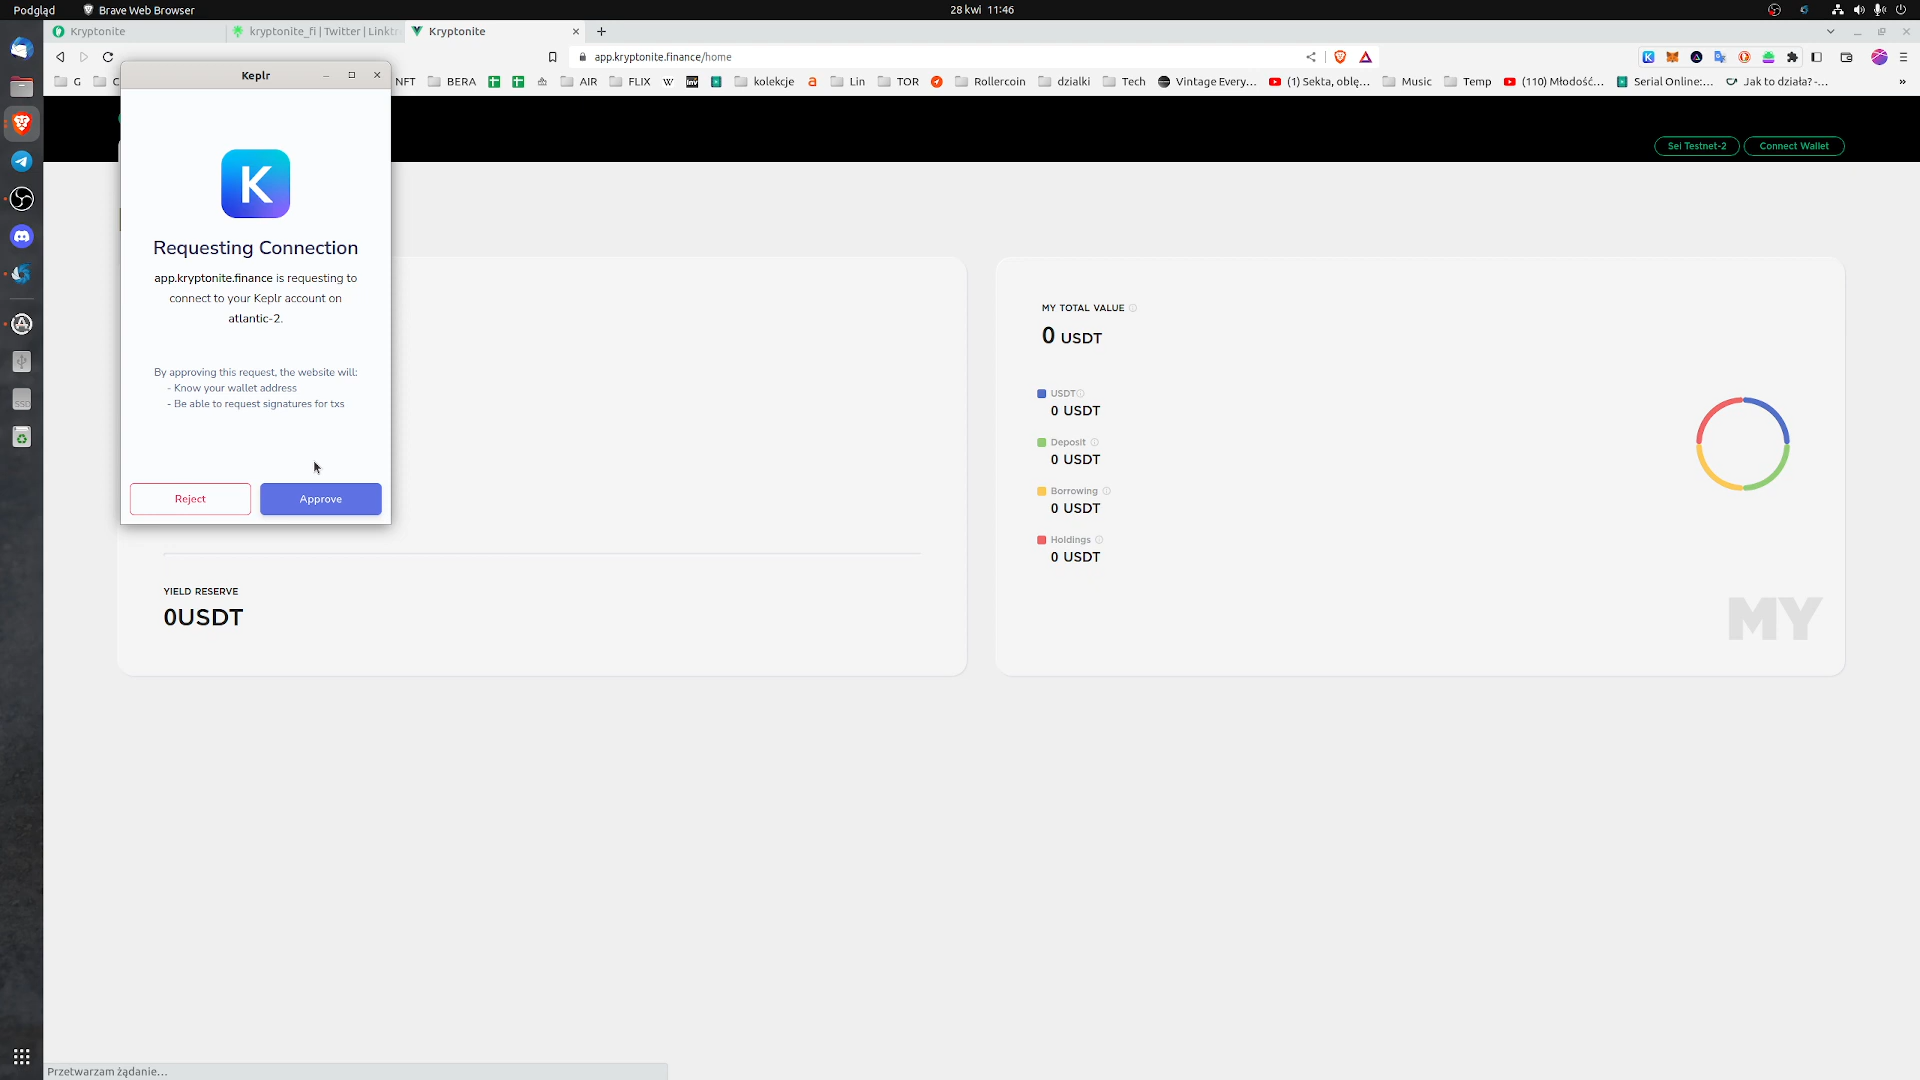 Podgląd
Brave Web Browser
28 kwi 11:46
Kryptonite
kryptonite_fi | Twitter | Linktr
Kryptonite
app.kryptonite.finance/home
G
NFT
BERA
AIR
FLIX
W
inv
kolekcje
a
Lin
TOR
Rollercoin
dzialki
Tech
Vintage Every...
(1) Sekta, oblę...
Music
Temp
(110) Młodość...
Serial Online:...
Jak to działa? -...
»
Keplr
K
Requesting Connection
app.kryptonite.finance is requesting to
connect to your Keplr account on
atlantic-2.
By approving this request, the website will:
- Know your wallet address
- Be able to request signatures for txs
Reject
Approve
Sei Testnet-2
Connect Wallet
YIELD RESERVE
0USDT
MY TOTAL VALUE
0 USDT
USDT
0 USDT
Deposit
0 USDT
Borrowing
0 USDT
Holdings
0 USDT
MY
SSD
Przetwarzam żądanie...